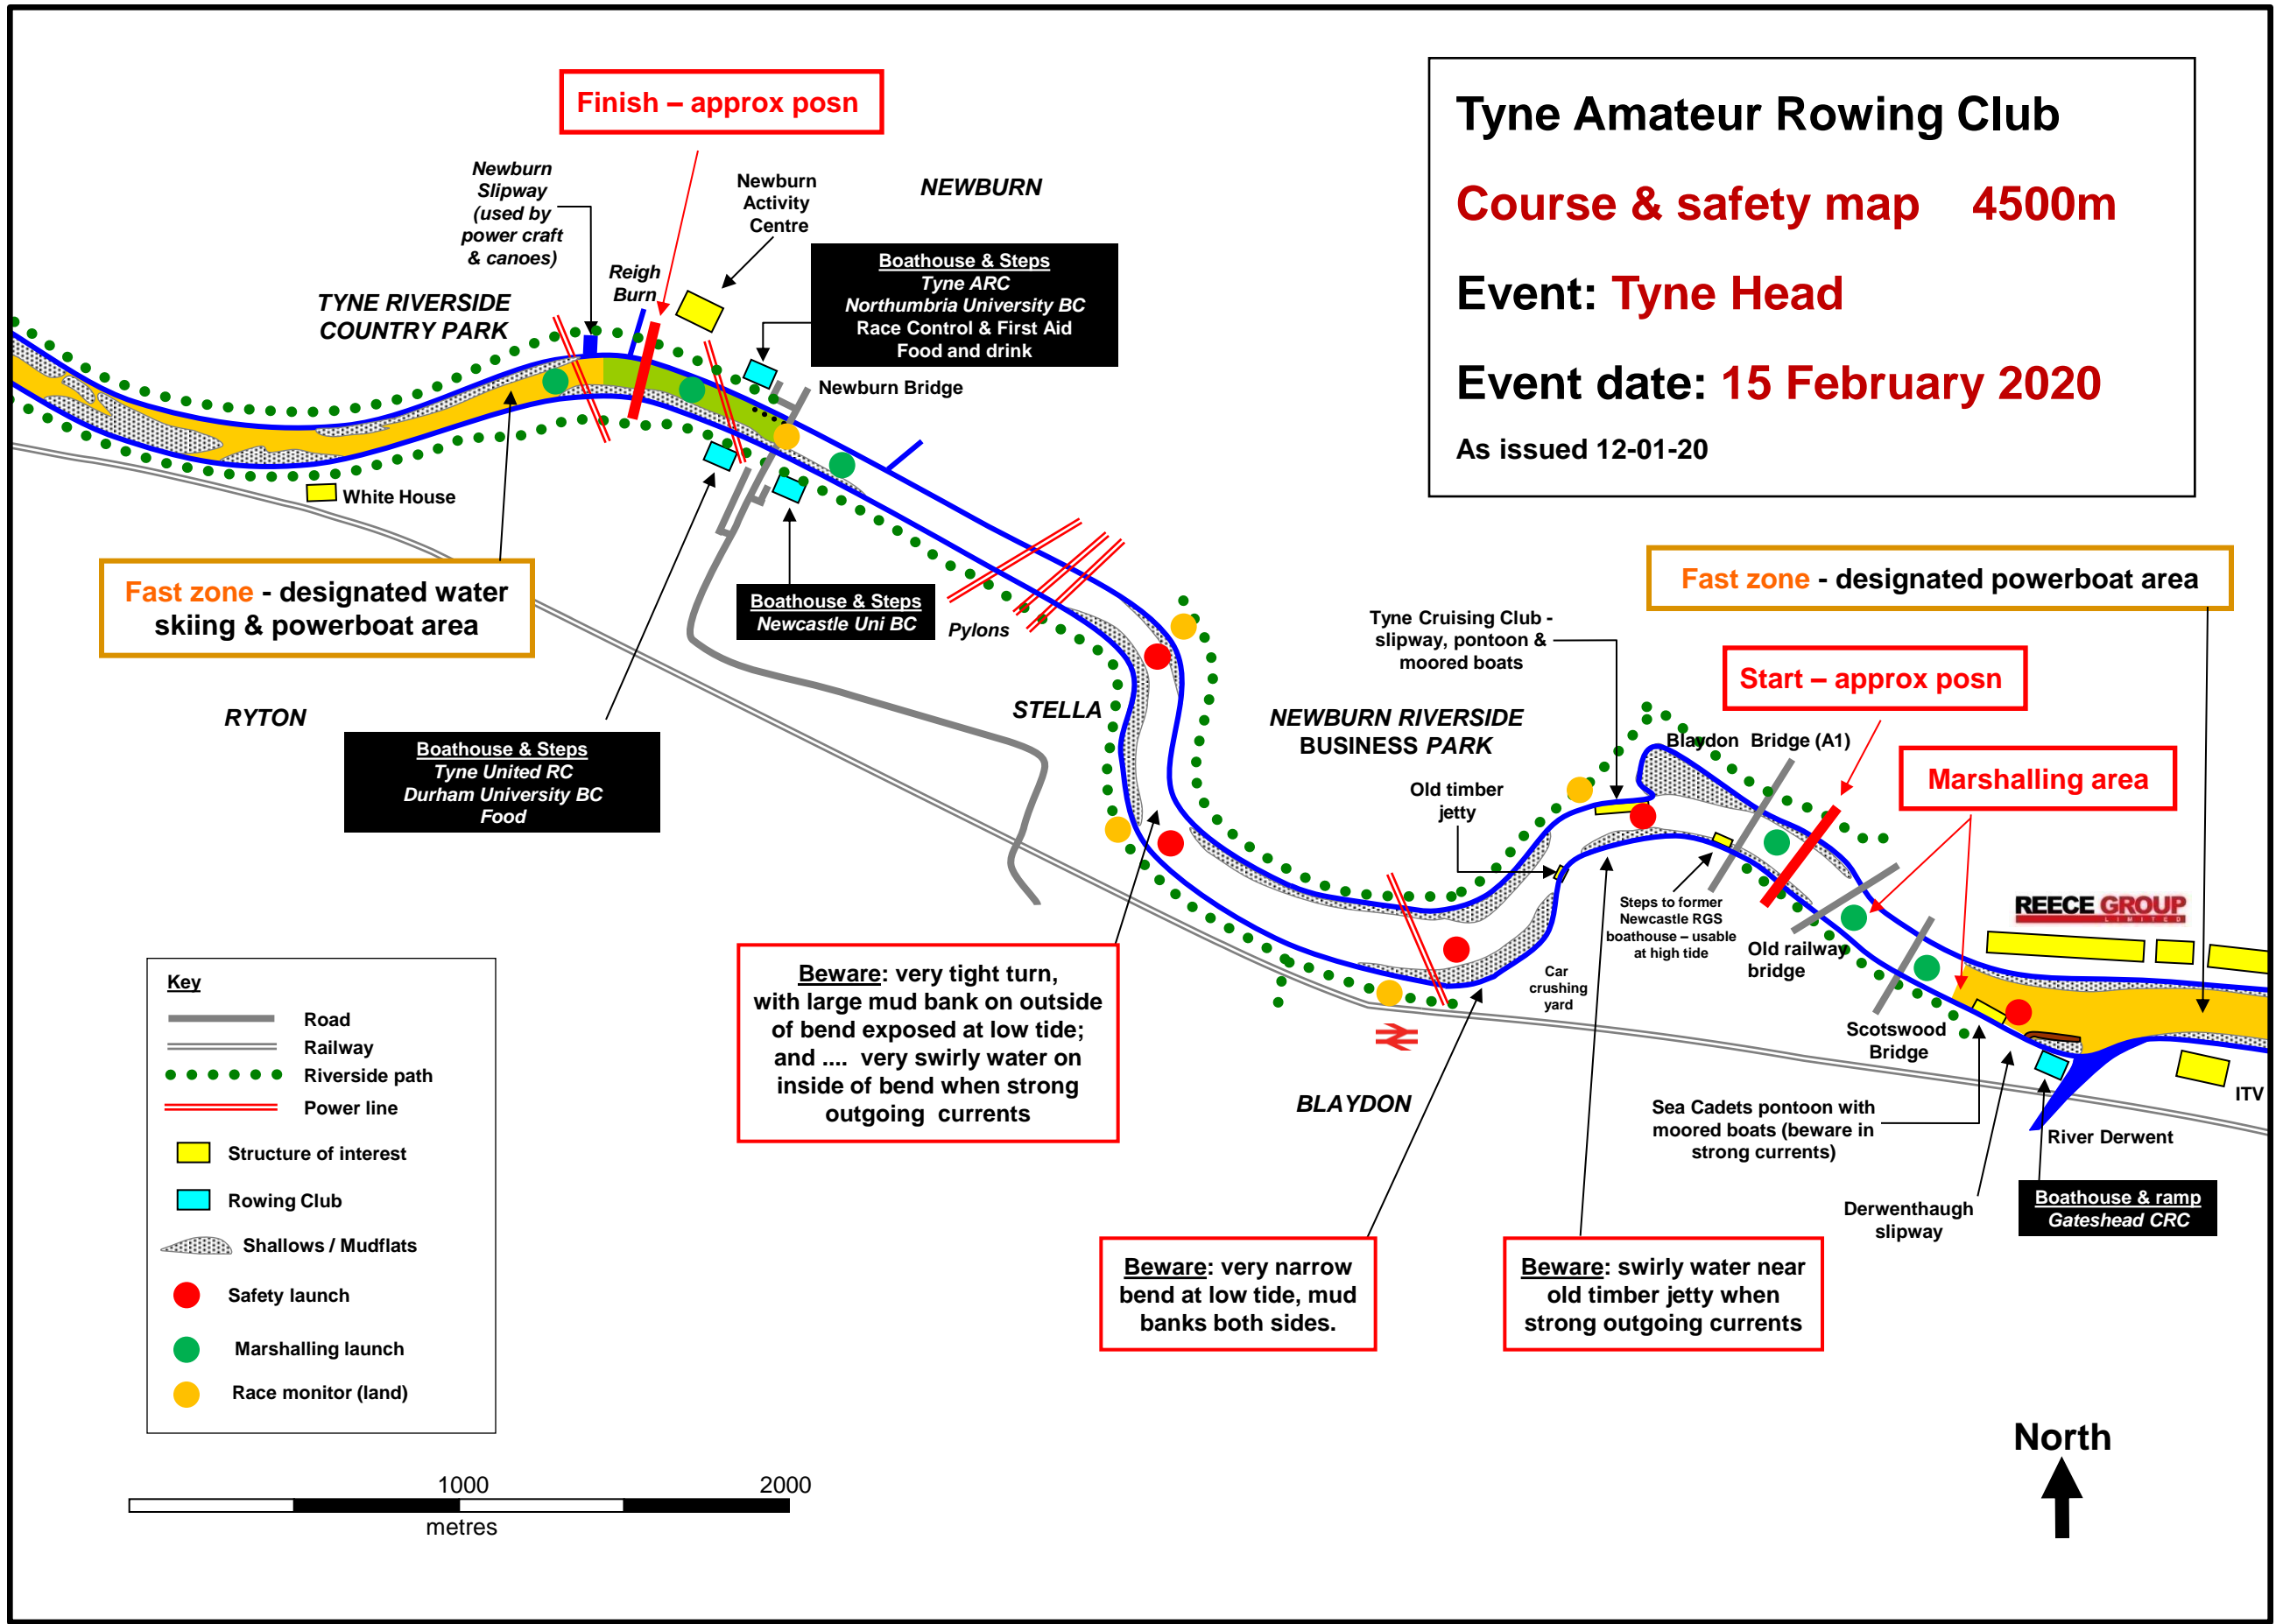 Tyne Amateur Rowing Club
Course & safety map 4500m
Event: Tyne Head
Event date: 15 February 2020
As issued 12-01-20
Finish – approx posn
Newburn
Slipway
(used by
power craft
& canoes)
Reigh
Burn
Newburn
Activity
Centre
NEWBURN
TYNE RIVERSIDE
COUNTRY PARK
Boathouse & Steps
Tyne ARC
Northumbria University BC
Race Control & First Aid
Food and drink
Newburn Bridge
White House
Fast zone - designated water
skiing & powerboat area
Boathouse & Steps
Newcastle Uni BC
Pylons
RYTON
Boathouse & Steps
Tyne United RC
Durham University BC
Food
STELLA
Fast zone - designated powerboat area
Tyne Cruising Club -
slipway, pontoon &
moored boats
Start – approx posn
NEWBURN RIVERSIDE
BUSINESS PARK
Blaydon Bridge (A1)
Marshalling area
Old timber
jetty
Steps to former
Newcastle RGS
boathouse – usable
at high tide
Old railway
bridge
REECE GROUP
LIMITED
Car
crushing
yard
Scotswood
Bridge
Beware: very tight turn,
with large mud bank on outside
of bend exposed at low tide;
and .... very swirly water on
inside of bend when strong
outgoing currents
BLAYDON
Sea Cadets pontoon with
moored boats (beware in
strong currents)
ITV
River Derwent
Derwenthaugh
slipway
Boathouse & ramp
Gateshead CRC
Beware: very narrow
bend at low tide, mud
banks both sides.
Beware: swirly water near
old timber jetty when
strong outgoing currents
Key
Road
Railway
Riverside path
Power line
Structure of interest
Rowing Club
Shallows / Mudflats
Safety launch
Marshalling launch
Race monitor (land)
1000 2000
metres
North